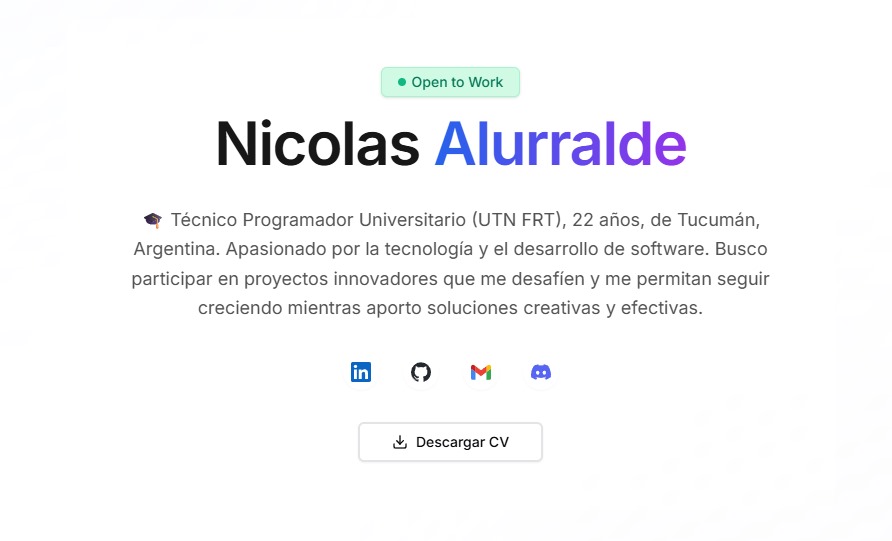 Open to Work
Nicolas Alurralde
🎓 Técnico Programador Universitario (UTN FRT), 22 años, de Tucumán,
Argentina. Apasionado por la tecnología y el desarrollo de software. Busco
participar en proyectos innovadores que me desafíen y me permitan seguir
creciendo mientras aporto soluciones creativas y efectivas.
in
Descargar CV